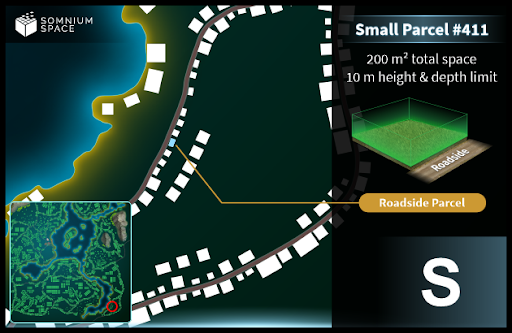 SOMNIUM
SPACE
Small Parcel #411
200 m² total space
10 m height & depth limit
Roadside
Roadside Parcel
S